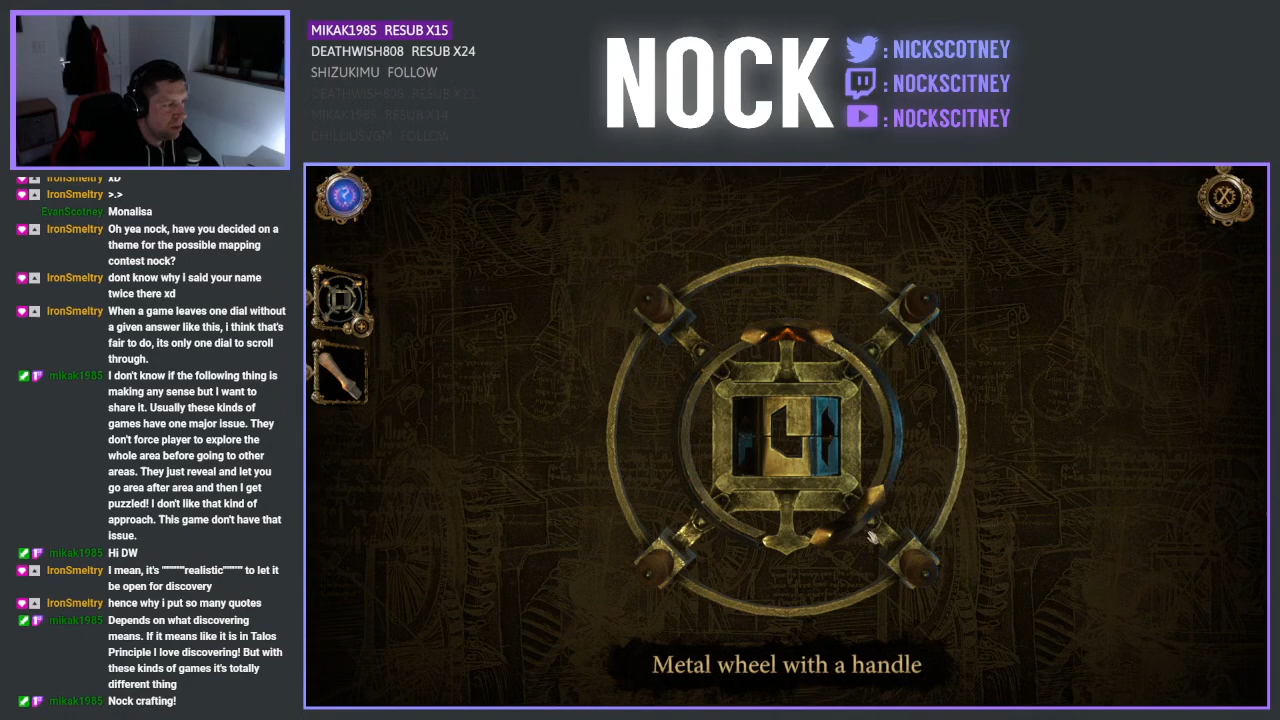 MIKAK1985 RESUB X15
DEATHWISH808 RESUB X24
SHIZUKIMU FOLLOW
DEATHWISH808 RESUB X23
MIKAK1985 RESUB X14
DHILLIUSVGM FOLLOW
NOCK
: NICKSCOTNEY
: NOCKSCITNEY
: NOCKSCITNEY
IronSmeltry xD
IronSmeltry >.>
EvanScotney Monalisa
IronSmeltry Oh yea nock, have you decided on a
theme for the possible mapping
contest nock?
IronSmeltry dont know why i said your name
twice there xd
IronSmeltry When a game leaves one dial without
a given answer like this, i think that's
fair to do, its only one dial to scroll
through.
mikak1985 I don't know if the following thing is
making any sense but I want to
share it. Usually these kinds of
games have one major issue. They
don't force player to explore the
whole area before going to other
areas. They just reveal and let you
go area after area and then I get
puzzled! I don't like that kind of
approach. This game don't have that
issue.
mikak1985 Hi DW
IronSmeltry I mean, it's """"""realistic"""""" to let it
be open for discovery
IronSmeltry hence why i put so many quotes
mikak1985 Depends on what discovering
means. If it means like it is in Talos
Principle I love discovering! But with
these kinds of games it's totally
different thing
mikak1985 Nock crafting!
Metal wheel with a handle